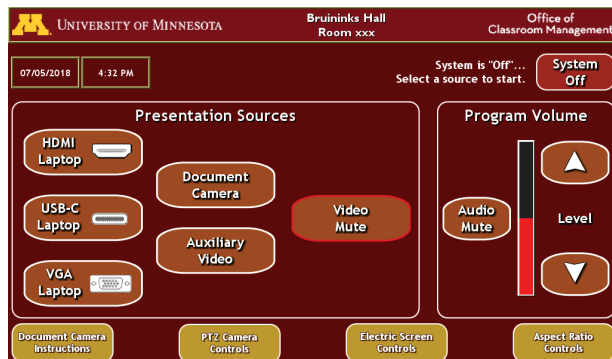 M UNIVERSITY OF MINNESOTA
Bruininks Hall
Room xxx
Office of
Classroom Management
07/05/2018
4:32 PM
System is "Off"...
Select a source to start.
System
Off
Presentation Sources
HDMI
Laptop
USB-C
Laptop
VGA
Laptop
Document
Camera
Auxiliary
Video
Video
Mute
Program Volume
Audio
Mute
Level
Document Camera
Instructions
PTZ Camera
Controls
Electric Screen
Controls
Aspect Ratio
Controls